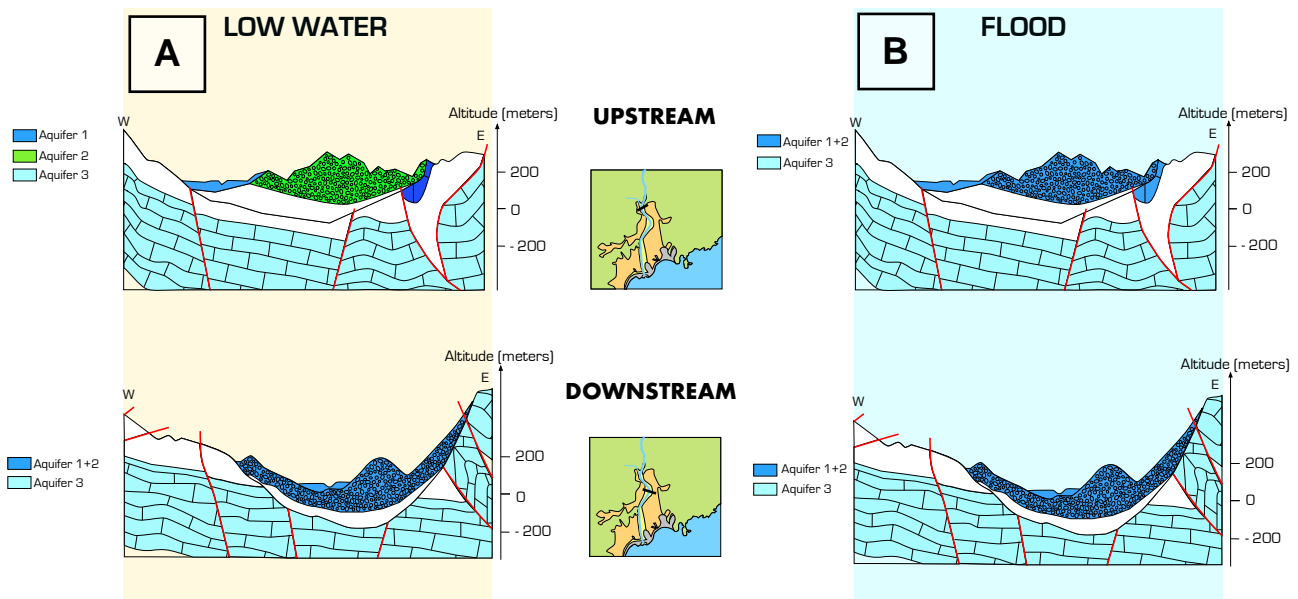 A
LOW WATER
B
FLOOD
UPSTREAM
Altitude (meters)
W
E
Aquifer 1
Aquifer 2
Aquifer 3
200
0
- 200
Altitude (meters)
W
E
Aquifer 1+2
Aquifer 3
200
0
- 200
DOWNSTREAM
Altitude (meters)
W
E
Aquifer 1+2
Aquifer 3
200
0
- 200
Altitude (meters)
W
E
Aquifer 1+2
Aquifer 3
200
0
- 200